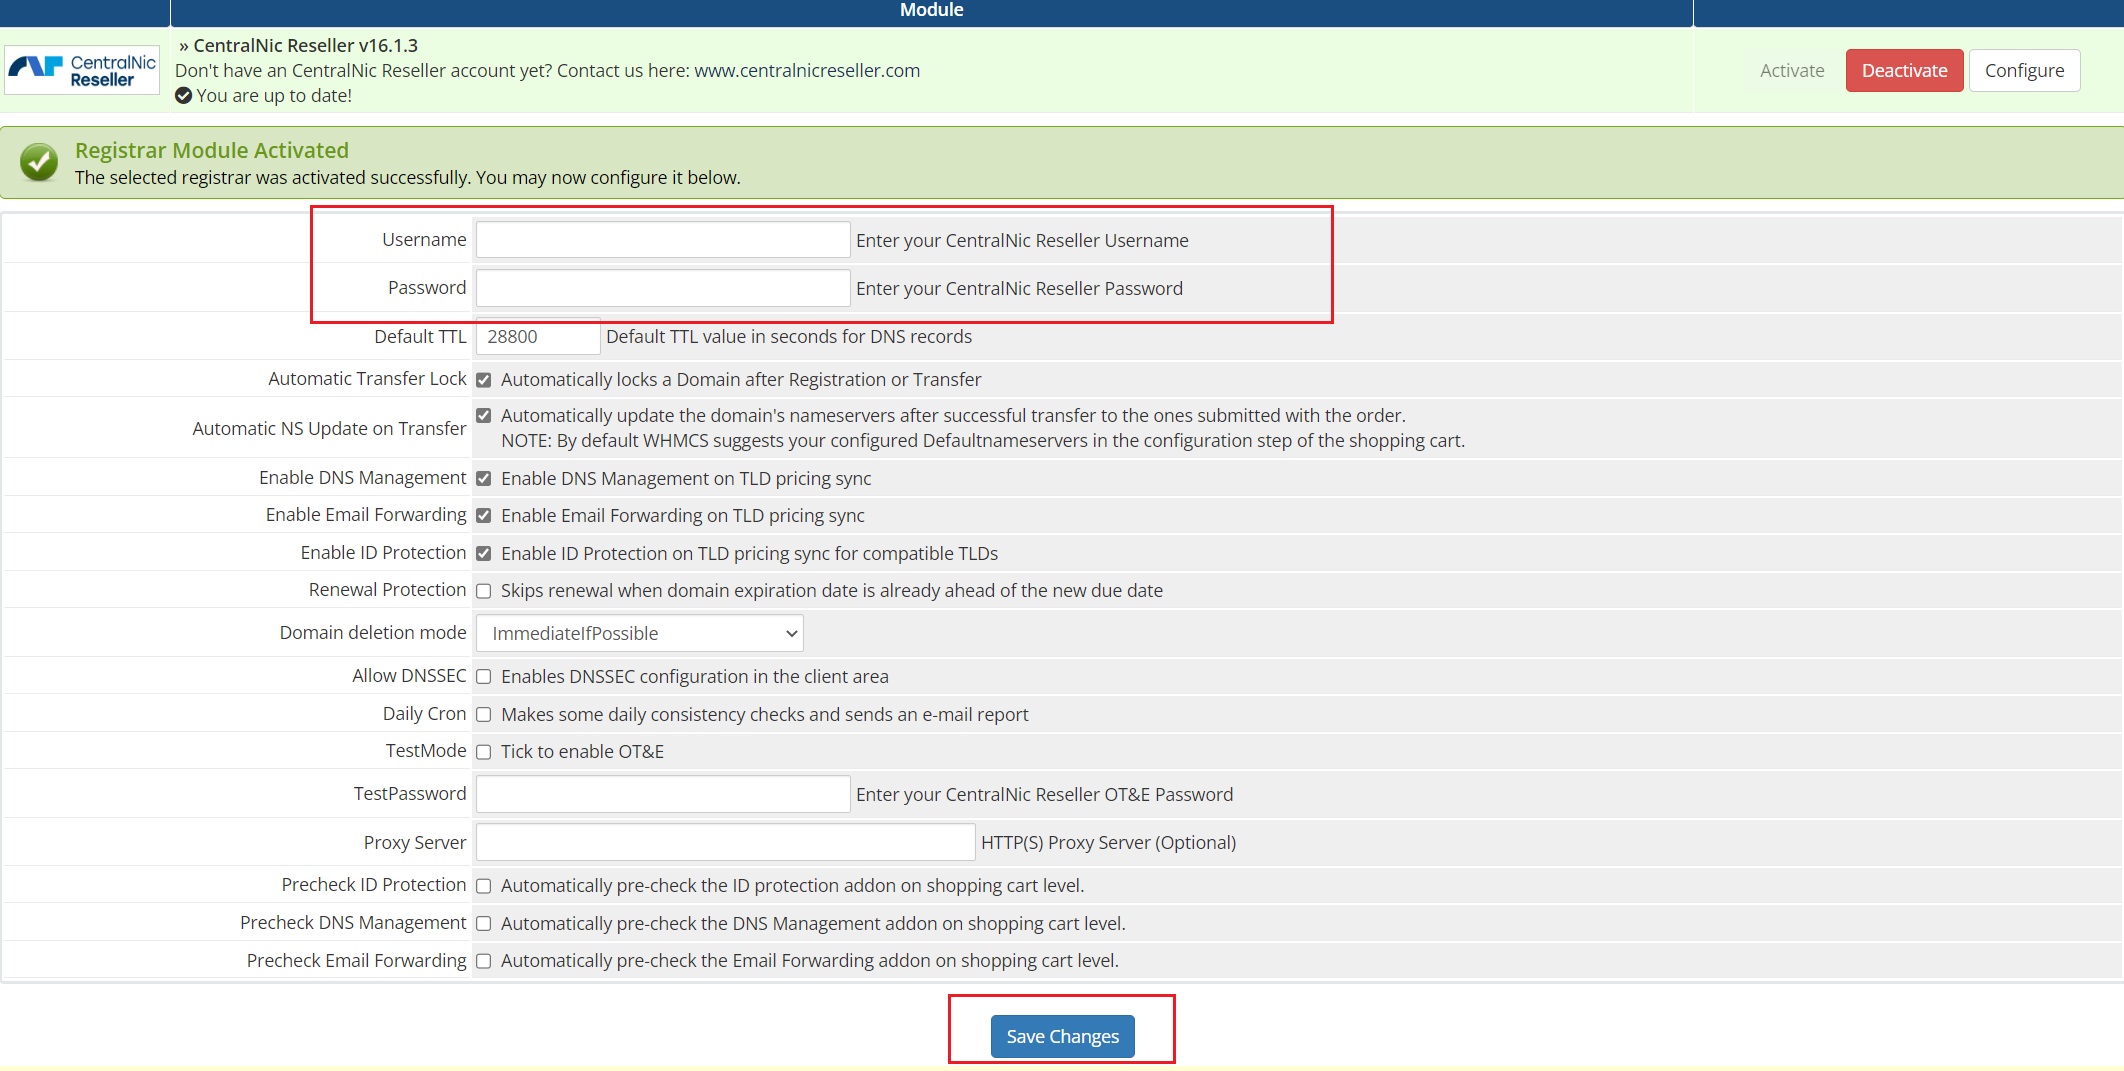 Module
» CentralNic Reseller v16.1.3
CentralNic
Reseller
Don't have an CentralNic Reseller account yet? Contact us here: www.centralnicreseller.com
You are up to date!
Activate
Deactivate
Configure
Registrar Module Activated
The selected registrar was activated successfully. You may now configure it below.
Username Enter your CentralNic Reseller Username
Password Enter your CentralNic Reseller Password
Default TTL 28800 Default TTL value in seconds for DNS records
Automatic Transfer Lock Automatically locks a Domain after Registration or Transfer
Automatic NS Update on Transfer Automatically update the domain's nameservers after successful transfer to the ones submitted with the order.
NOTE: By default WHMCS suggests your configured Defaultnameservers in the configuration step of the shopping cart.
Enable DNS Management Enable DNS Management on TLD pricing sync
Enable Email Forwarding Enable Email Forwarding on TLD pricing sync
Enable ID Protection Enable ID Protection on TLD pricing sync for compatible TLDs
Renewal Protection Skips renewal when domain expiration date is already ahead of the new due date
Domain deletion mode ImmediateIfPossible
Allow DNSSEC Enables DNSSEC configuration in the client area
Daily Cron Makes some daily consistency checks and sends an e-mail report
TestMode Tick to enable OT&E
TestPassword Enter your CentralNic Reseller OT&E Password
Proxy Server HTTP(S) Proxy Server (Optional)
Precheck ID Protection Automatically pre-check the ID protection addon on shopping cart level.
Precheck DNS Management Automatically pre-check the DNS Management addon on shopping cart level.
Precheck Email Forwarding Automatically pre-check the Email Forwarding addon on shopping cart level.
Save Changes